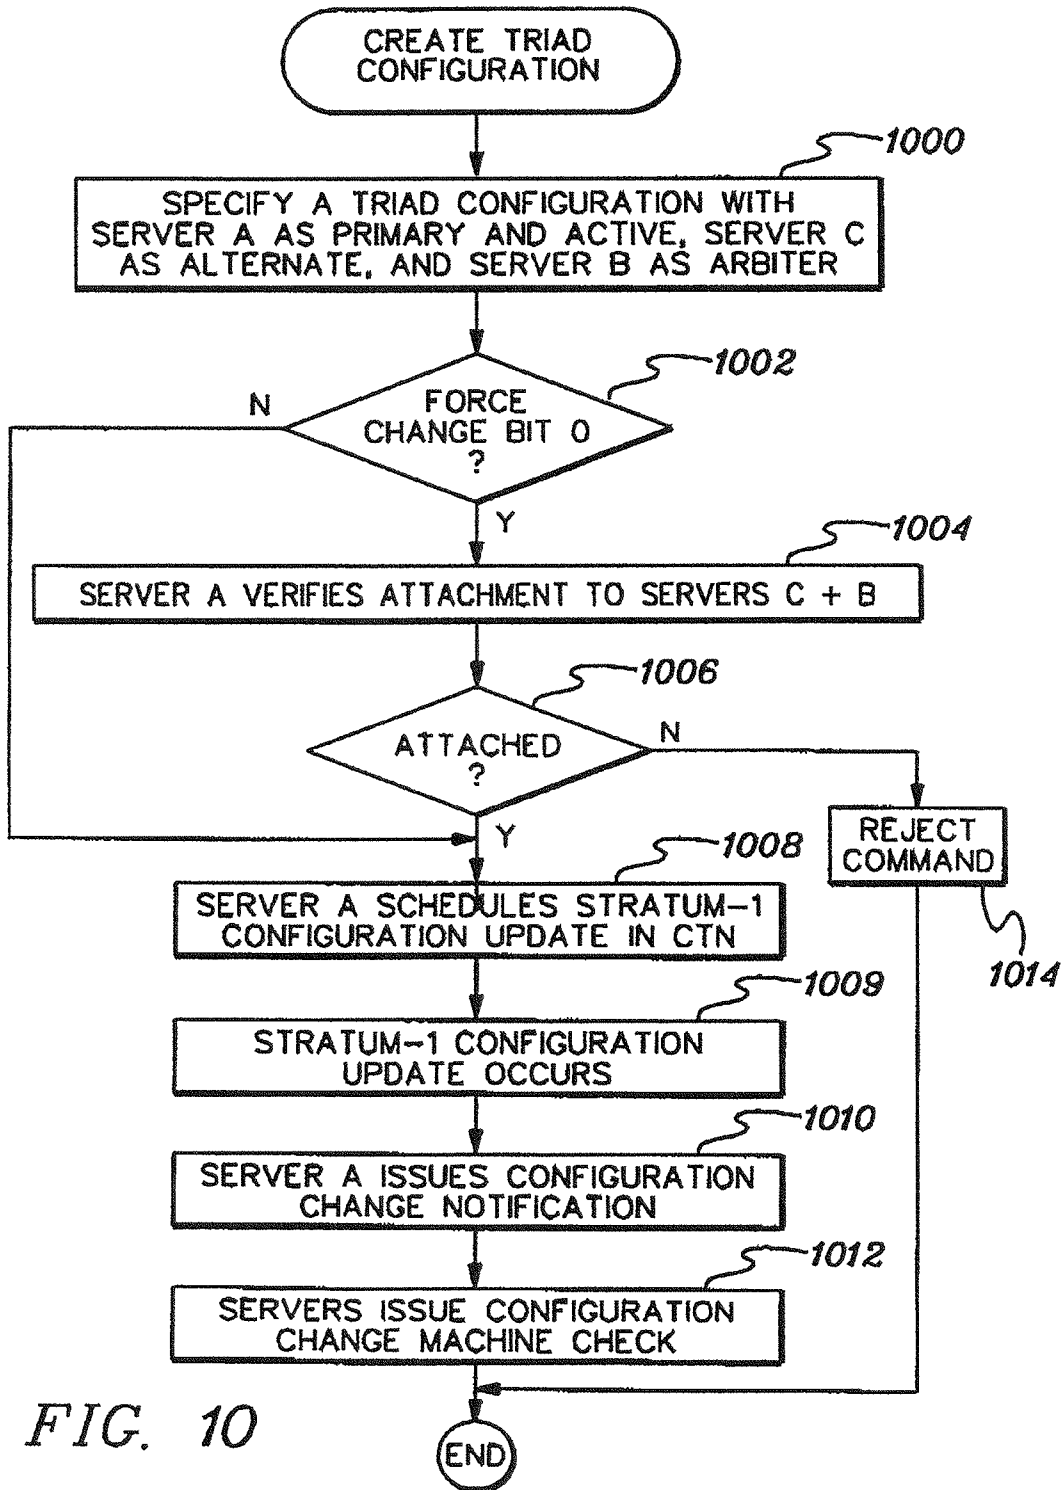 CREATE TRIAD
CONFIGURATION
1000
SPECIFY A TRIAD CONFIGURATION WITH
SERVER A AS PRIMARY AND ACTIVE, SERVER C
AS ALTERNATE, AND SERVER B AS ARBITER
1002
N
FORCE
CHANGE BIT 0
?
Y
1004
SERVER A VERIFIES ATTACHMENT TO SERVERS C + B
1006
ATTACHED
?
N
Y
REJECT
COMMAND
1014
1008
SERVER A SCHEDULES STRATUM-1
CONFIGURATION UPDATE IN CTN
1009
STRATUM-1 CONFIGURATION
UPDATE OCCURS
1010
SERVER A ISSUES CONFIGURATION
CHANGE NOTIFICATION
1012
SERVERS ISSUE CONFIGURATION
CHANGE MACHINE CHECK
END
FIG. 10